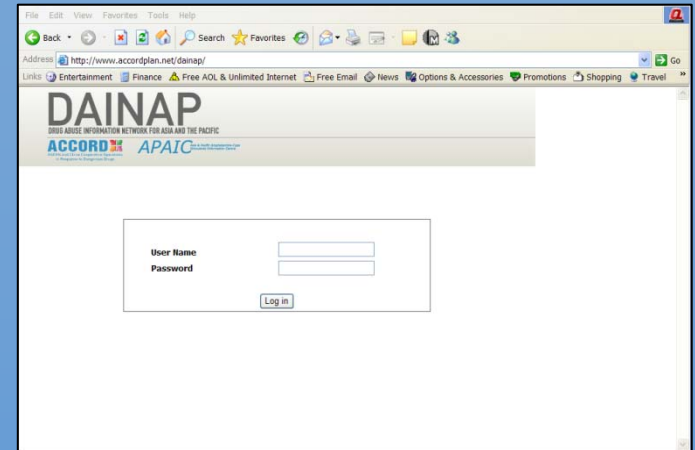 File Edit View Favorites Tools Help
Back Search Favorites
Address http://www.accordplan.net/dainap/ Go
Links Entertainment Finance Free AOL & Unlimited Internet Free Email News Options & Accessories Promotions Shopping Travel »
DAINAP
DRUG ABUSE INFORMATION NETWORK FOR ASIA AND THE PACIFIC
ACCORD APAIC
User Name
Password
Log in